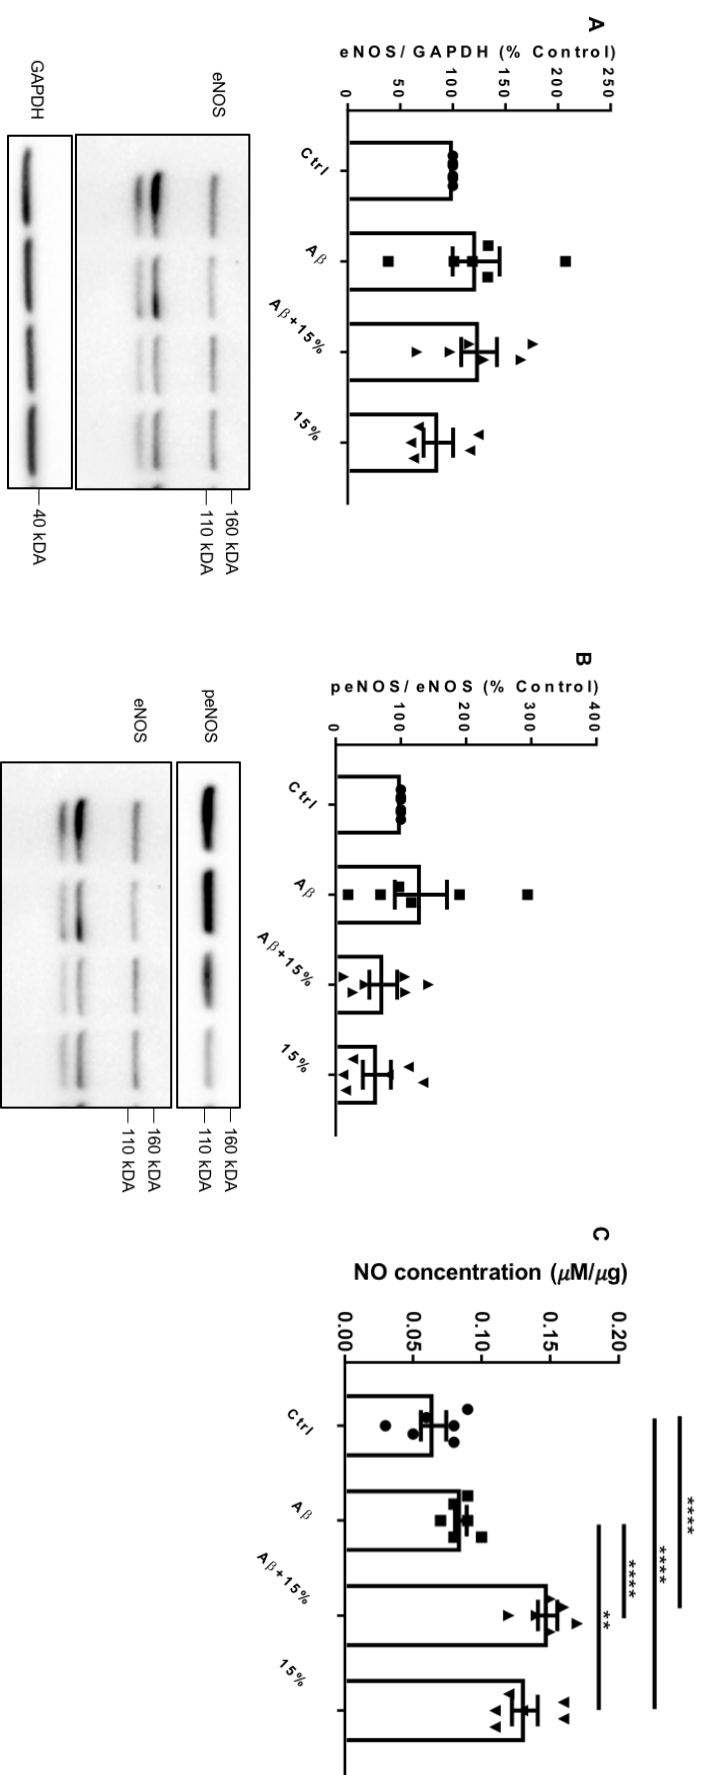 A
eNOS/ GAPDH (% Control)
250
200
150
100
50
0
Ctrl
Aβ
Aβ+15%
15%
eNOS
160 kDA
110 kDA
GAPDH
40 kDA
B
peNOS/ eNOS (% Control)
400
300
200
100
0
Ctrl
Aβ
Aβ+15%
15%
peNOS
160 kDA
110 kDA
eNOS
160 kDA
110 kDA
C
NO concentration (μM/μg)
0.20
0.15
0.10
0.05
0.00
****
****
****
**
Ctrl
Aβ
Aβ+15%
15%